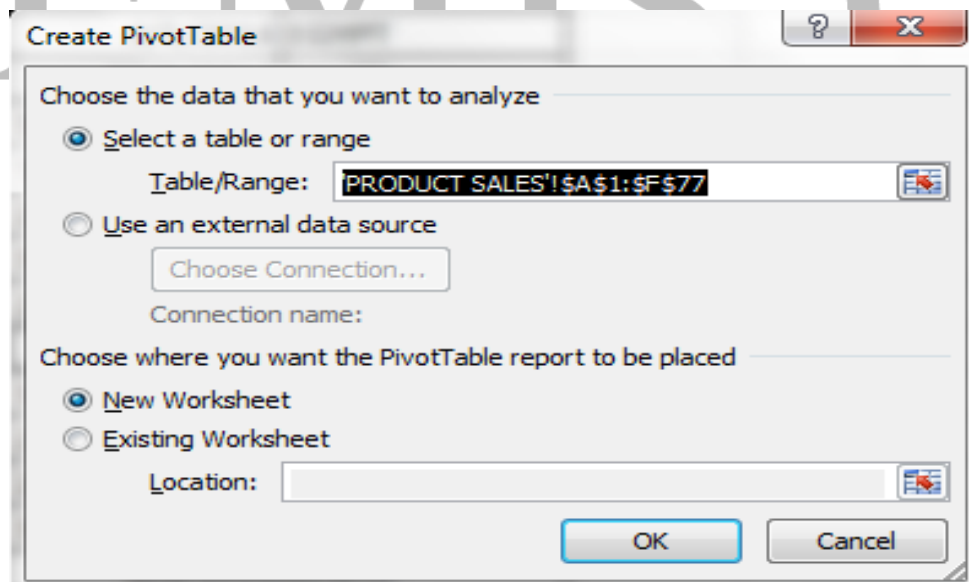 Create PivotTable
Choose the data that you want to analyze
Select a table or range
Table/Range: 'PRODUCT SALES'!$A$1:$F$77
Use an external data source
Choose Connection...
Connection name:
Choose where you want the PivotTable report to be placed
New Worksheet
Existing Worksheet
Location:
OK Cancel